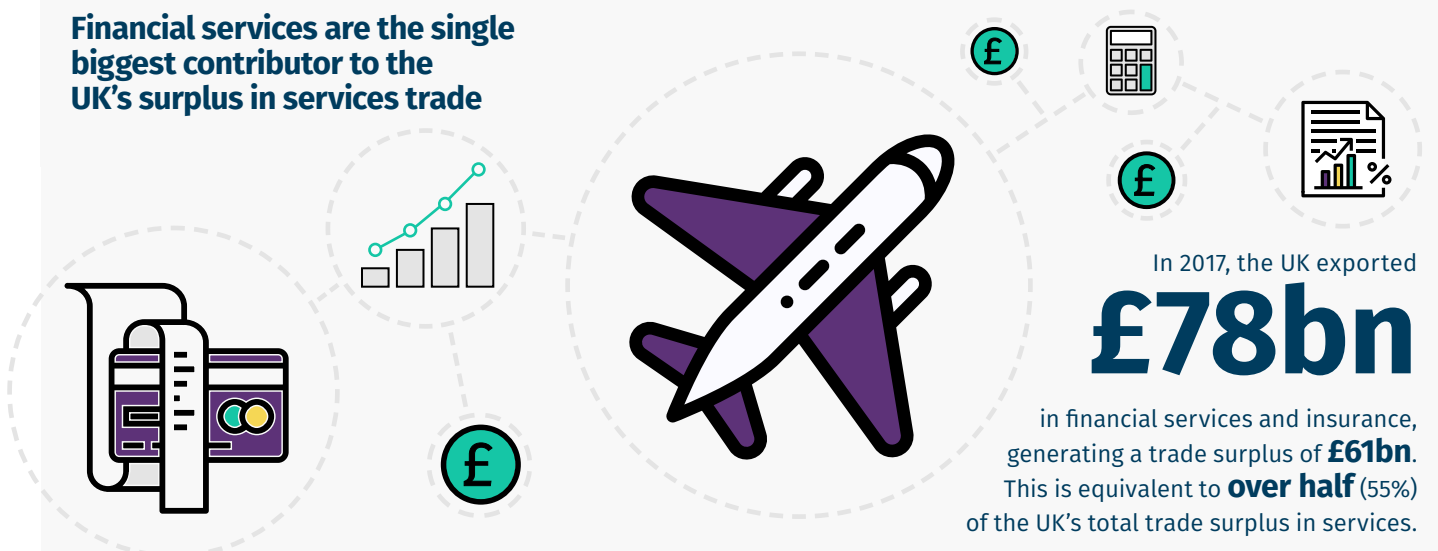 Financial services are the single
biggest contributor to the
UK’s surplus in services trade
£
£
%
£
In 2017, the UK exported
£78bn
in financial services and insurance,
generating a trade surplus of £61bn.
This is equivalent to over half (55%)
of the UK’s total trade surplus in services.